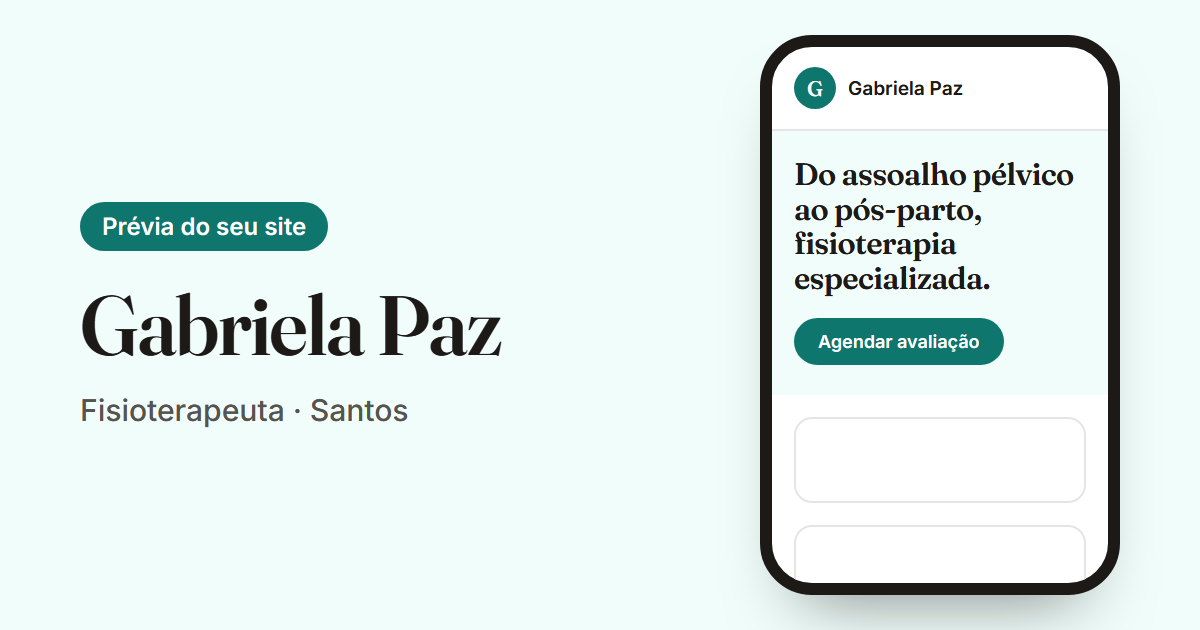 Prévia do seu site
Gabriela Paz
Fisioterapeuta · Santos
G
Gabriela Paz
Do assoalho pélvico
ao pós-parto,
fisioterapia
especializada.
Agendar avaliação